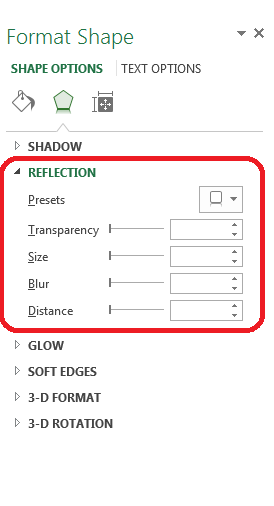 Format Shape
SHAPE OPTIONS TEXT OPTIONS
SHADOW
REFLECTION
Presets
Transparency
Size
Blur
Distance
GLOW
SOFT EDGES
3-D FORMAT
3-D ROTATION